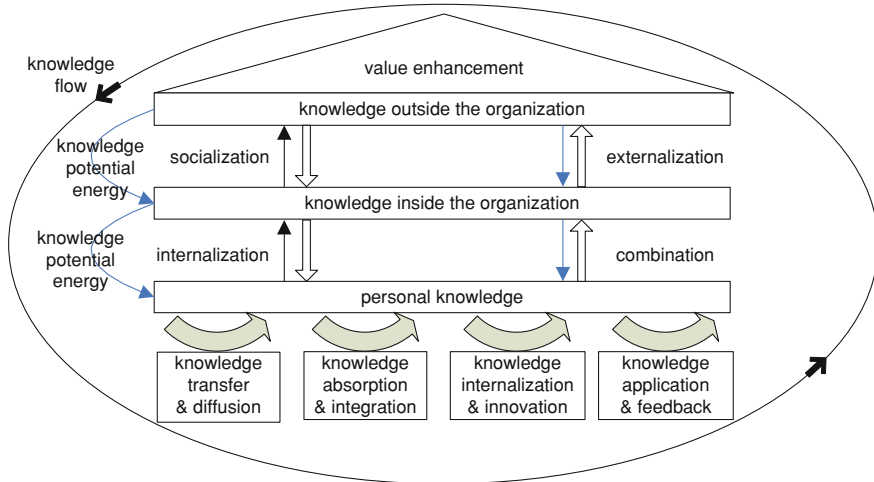 value enhancement
knowledge
flow
knowledge outside the organization
knowledge
potential
energy
socialization
externalization
knowledge inside the organization
knowledge
potential
energy
internalization
combination
personal knowledge
knowledge
transfer
& diffusion
knowledge
absorption
& integration
knowledge
internalization
& innovation
knowledge
application
& feedback